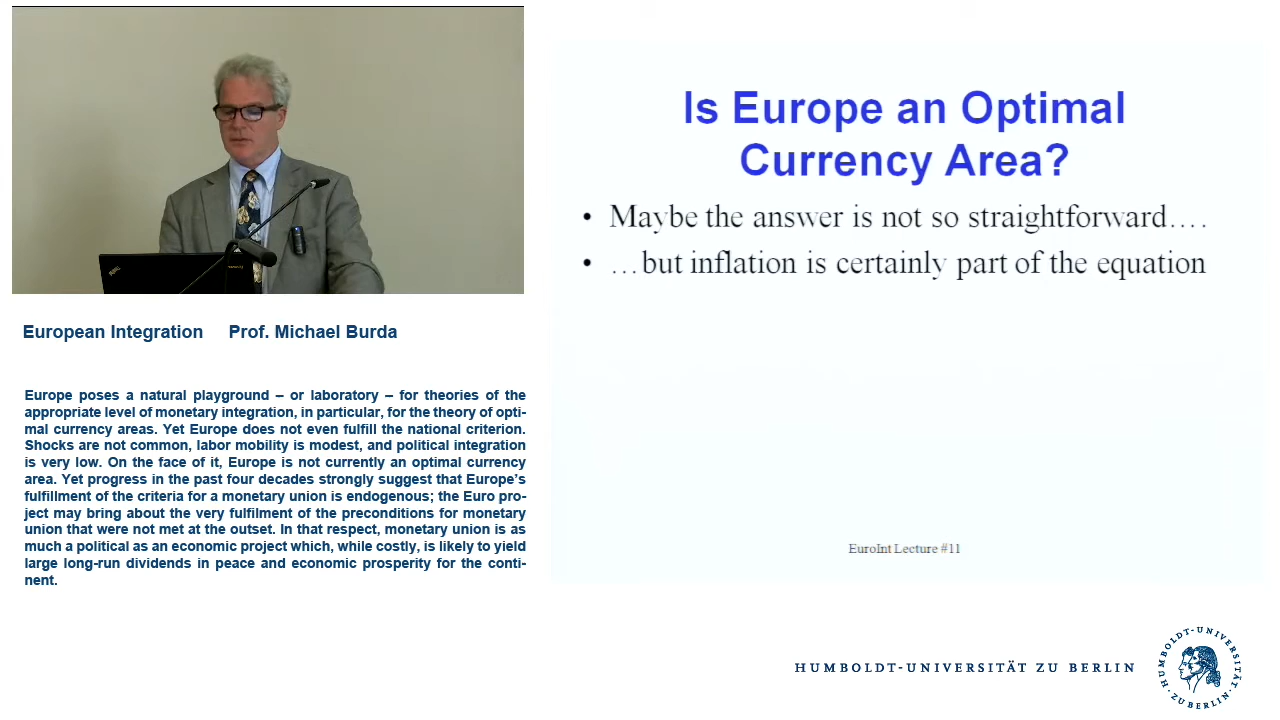 Is Europe an Optimal
Currency Area?
• Maybe the answer is not so straightforward….
• …but inflation is certainly part of the equation
EuroInt Lecture #11
European Integration Prof. Michael Burda
Europe poses a natural playground – or laboratory – for theories of the
appropriate level of monetary integration, in particular, for the theory of opti-
mal currency areas. Yet Europe does not even fulfill the national criterion.
Shocks are not common, labor mobility is modest, and political integration
is very low. On the face of it, Europe is not currently an optimal currency
area. Yet progress in the past four decades strongly suggest that Europe's
fulfillment of the criteria for a monetary union is endogenous; the Euro pro-
ject may bring about the very fulfilment of the preconditions for monetary
union that were not met at the outset. In that respect, monetary union is as
much a political as an economic project which, while costly, is likely to yield
large long-run dividends in peace and economic prosperity for the conti-
nent.
HUMBOLDT-UNIVERSITÄT ZU BERLIN
HUMBOLDT-UNIVERSITÄT
ZU BERLIN